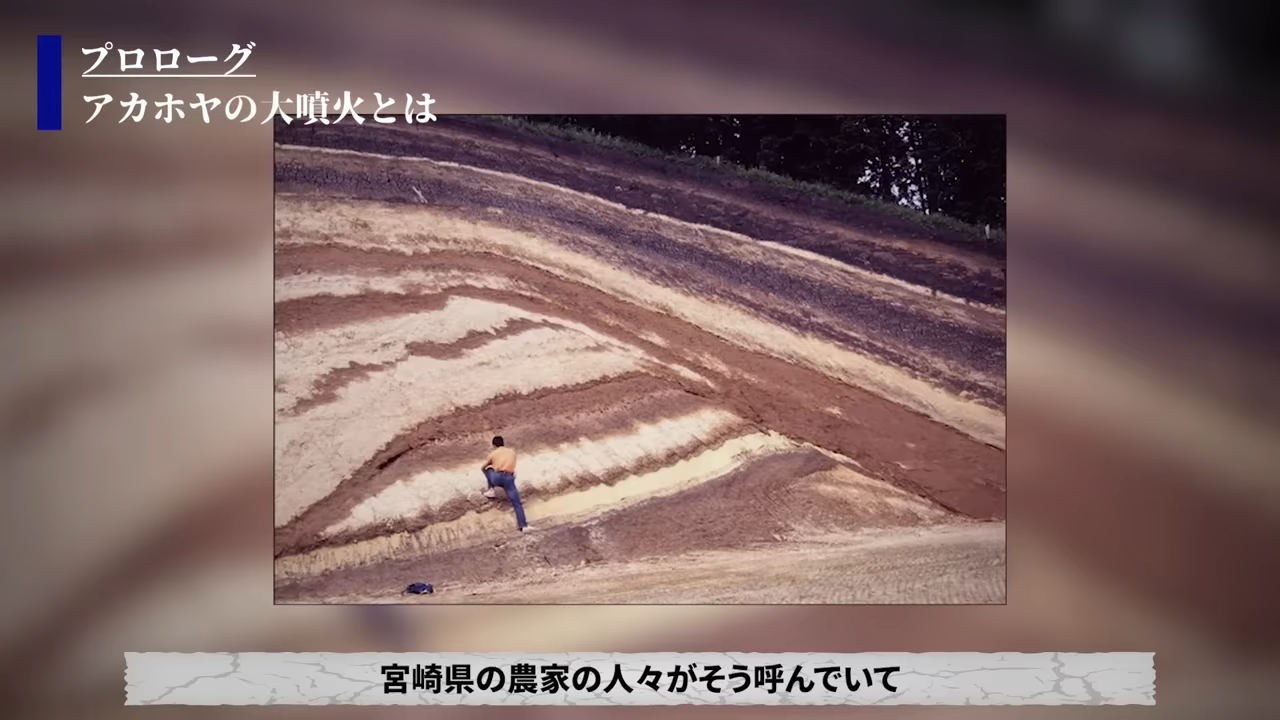 プロローグ
アカホヤの大噴火とは
宮崎県の農家の人々がそう呼んでいて